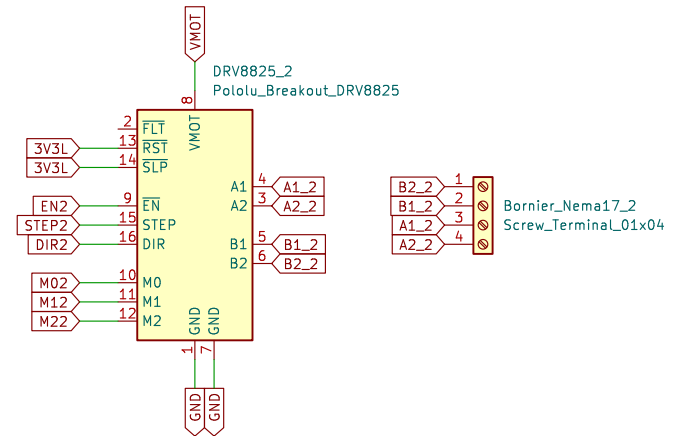 VMOT
DRV8825_2
Pololu_Breakout_DRV8825
8
VMOT
2
FLT
3V3L
13
RST
3V3L
14
SLP
A1
4
A1_2
EN2
9
EN
A2
3
A2_2
STEP2
15
STEP
DIR2
16
DIR
B1
5
B1_2
B2
6
B2_2
M02
10
M0
M12
11
M1
M22
12
M2
GND
GND
1
7
GND
GND
B2_2
1
B1_2
2
A1_2
3
A2_2
4
Bornier_Nema17_2
Screw_Terminal_01x04